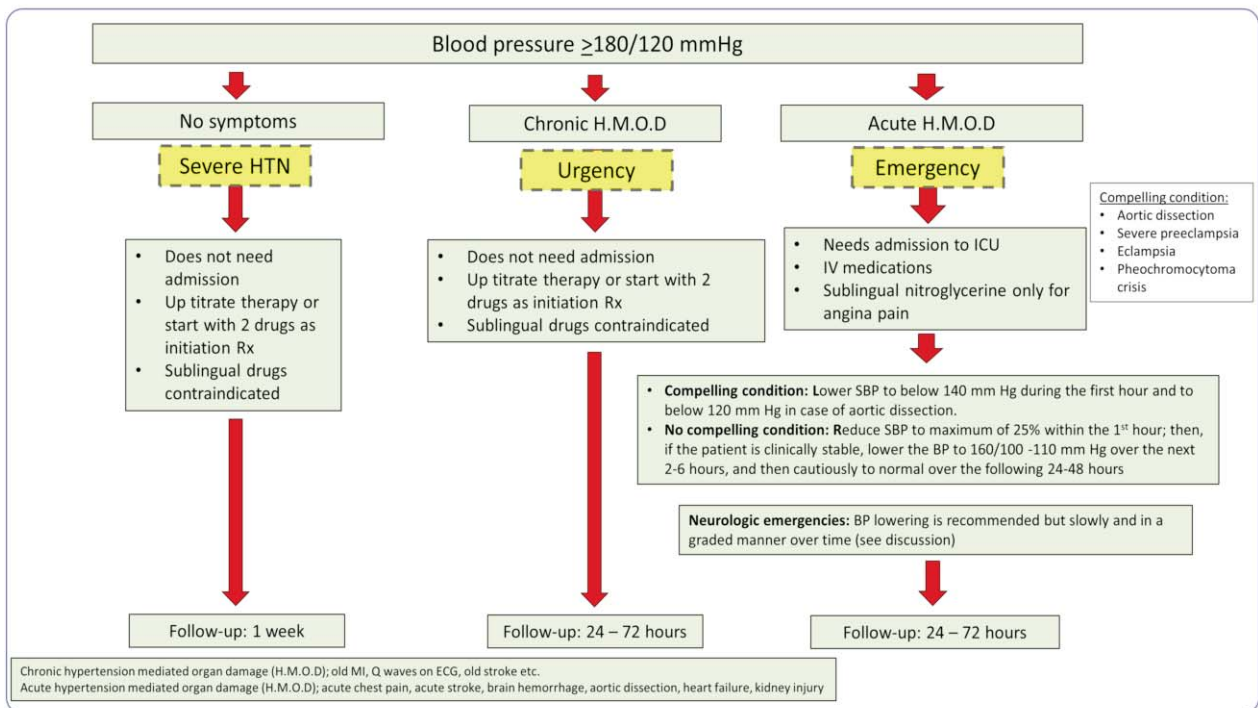 Blood pressure ≥180/120 mmHg
No symptoms
Severe HTN
• Does not need
admission
• Up titrate therapy or
start with 2 drugs as
initiation Rx
• Sublingual drugs
contraindicated
Follow-up: 1 week
Chronic H.M.O.D
Urgency
• Does not need admission
• Up titrate therapy or start with 2
drugs as initiation Rx
• Sublingual drugs contraindicated
Follow-up: 24 – 72 hours
Acute H.M.O.D
Emergency
• Needs admission to ICU
• IV medications
• Sublingual nitroglycerine only for
angina pain
Compelling condition:
• Aortic dissection
• Severe preeclampsia
• Eclampsia
• Pheochromocytoma
crisis
• Compelling condition: Lower SBP to below 140 mm Hg during the first hour and to
below 120 mm Hg in case of aortic dissection.
• No compelling condition: Reduce SBP to maximum of 25% within the 1st hour; then,
if the patient is clinically stable, lower the BP to 160/100 -110 mm Hg over the next
2-6 hours, and then cautiously to normal over the following 24-48 hours
Neurologic emergencies: BP lowering is recommended but slowly and in a
graded manner over time (see discussion)
Follow-up: 24 – 72 hours
Chronic hypertension mediated organ damage (H.M.O.D); old MI, Q waves on ECG, old stroke etc.
Acute hypertension mediated organ damage (H.M.O.D); acute chest pain, acute stroke, brain hemorrhage, aortic dissection, heart failure, kidney injury